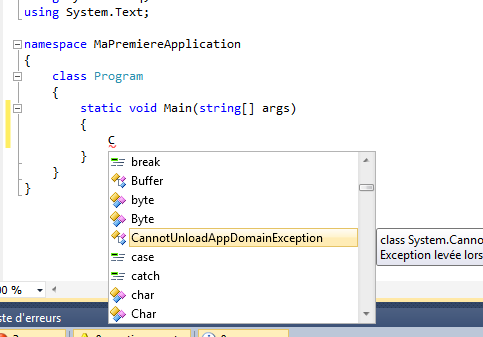 using System.Text;
namespace MaPremiereApplication
{
class Program
{
static void Main(string[] args)
{
C
}
}
}
break
Buffer
byte
Byte
CannotUnloadAppDomainException
case
catch
char
Char
class System.Canno
Exception levée lors
00 %
ste d'erreurs